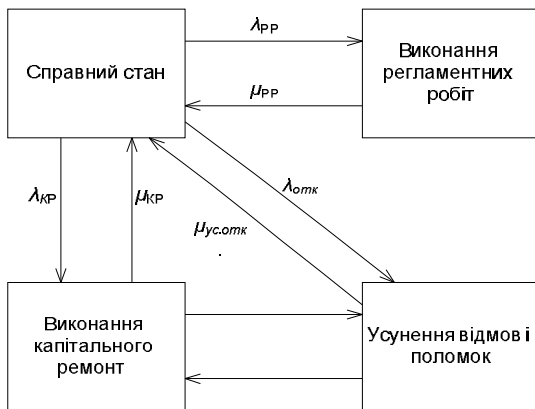 λРР
Справний стан
Виконання
регламентних
робіт
μРР
λКР
μКР
λотк
μус.отк
.
Виконання
капітального
ремонт
Усунення відмов і
поломок